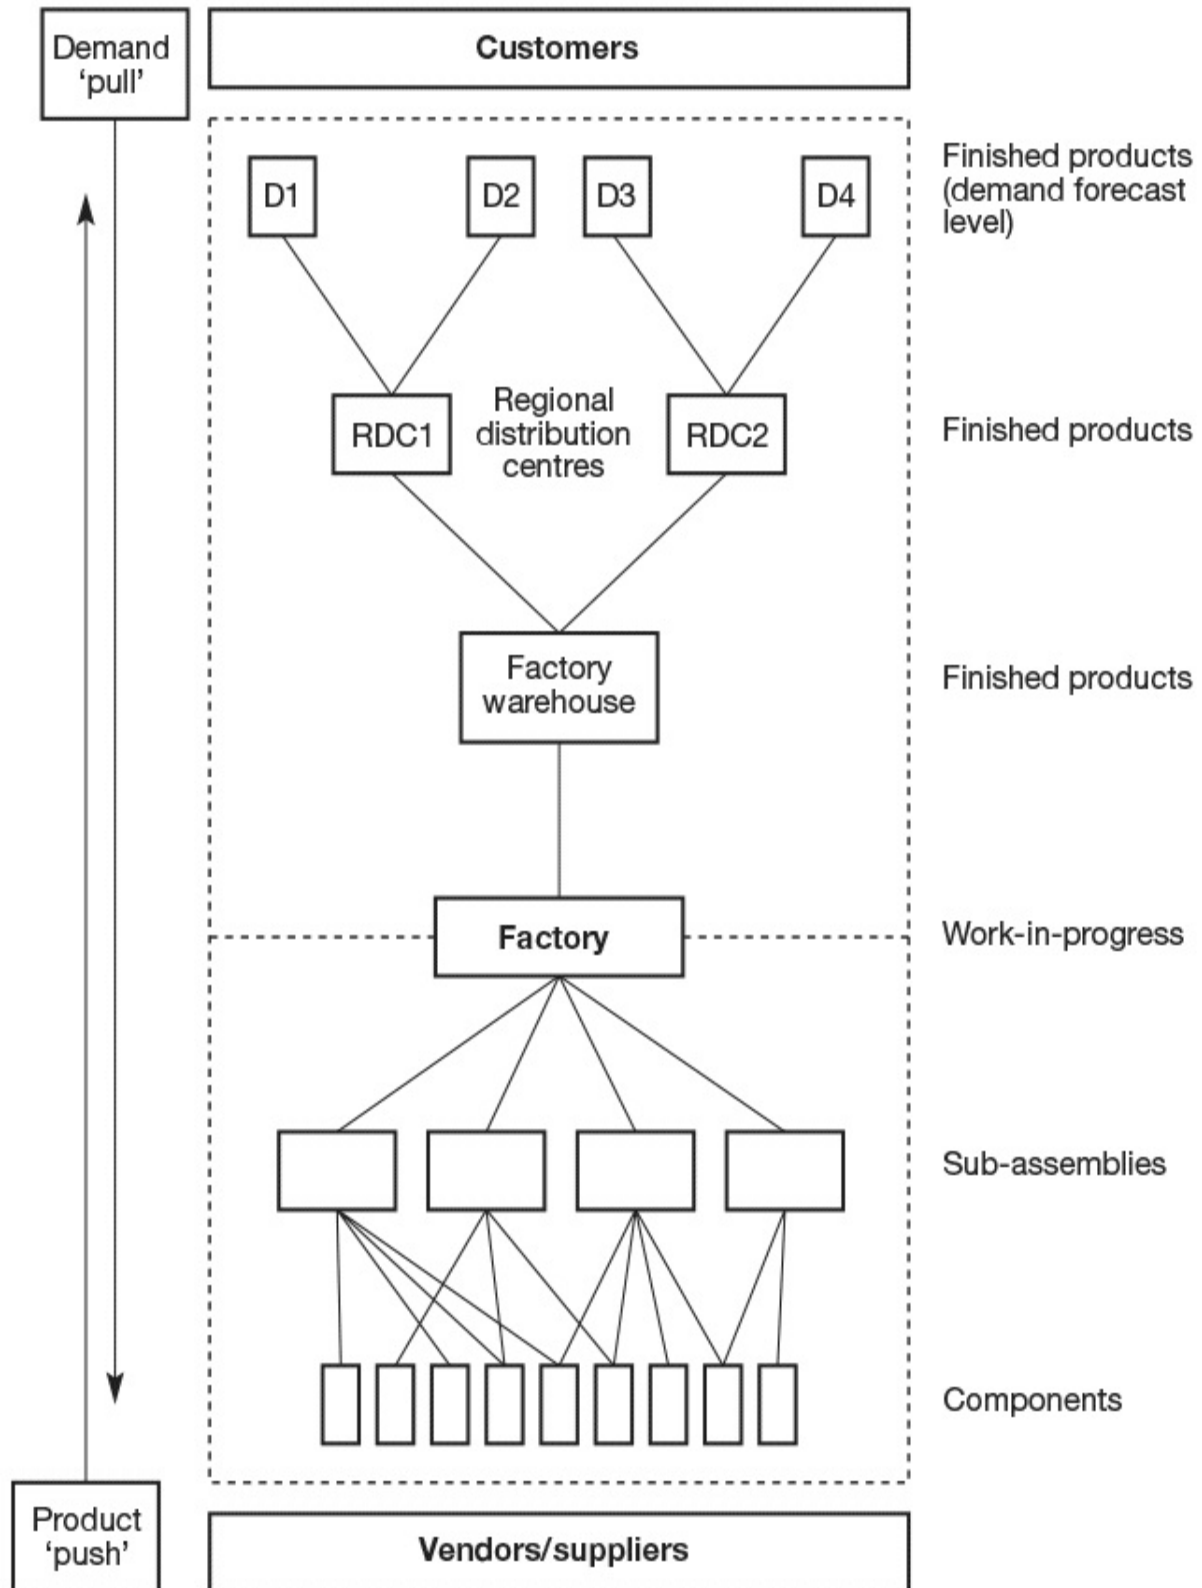 Demand
‘pull’
Customers
D1
D2
D3
D4
Finished products
(demand forecast
level)
RDC1
Regional
distribution
centres
RDC2
Finished products
Factory
warehouse
Finished products
Factory
Work-in-progress
Sub-assemblies
Components
Product
‘push’
Vendors/suppliers